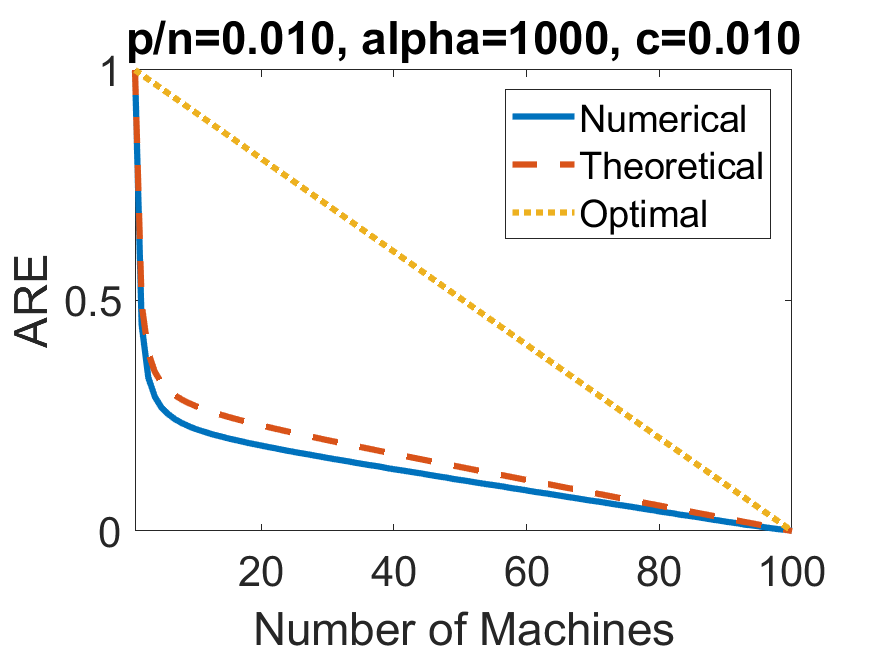 p/n=0.010, alpha=1000, c=0.010
1
Numerical
Theoretical
Optimal
ARE
0.5
0
20 40 60 80 100
Number of Machines